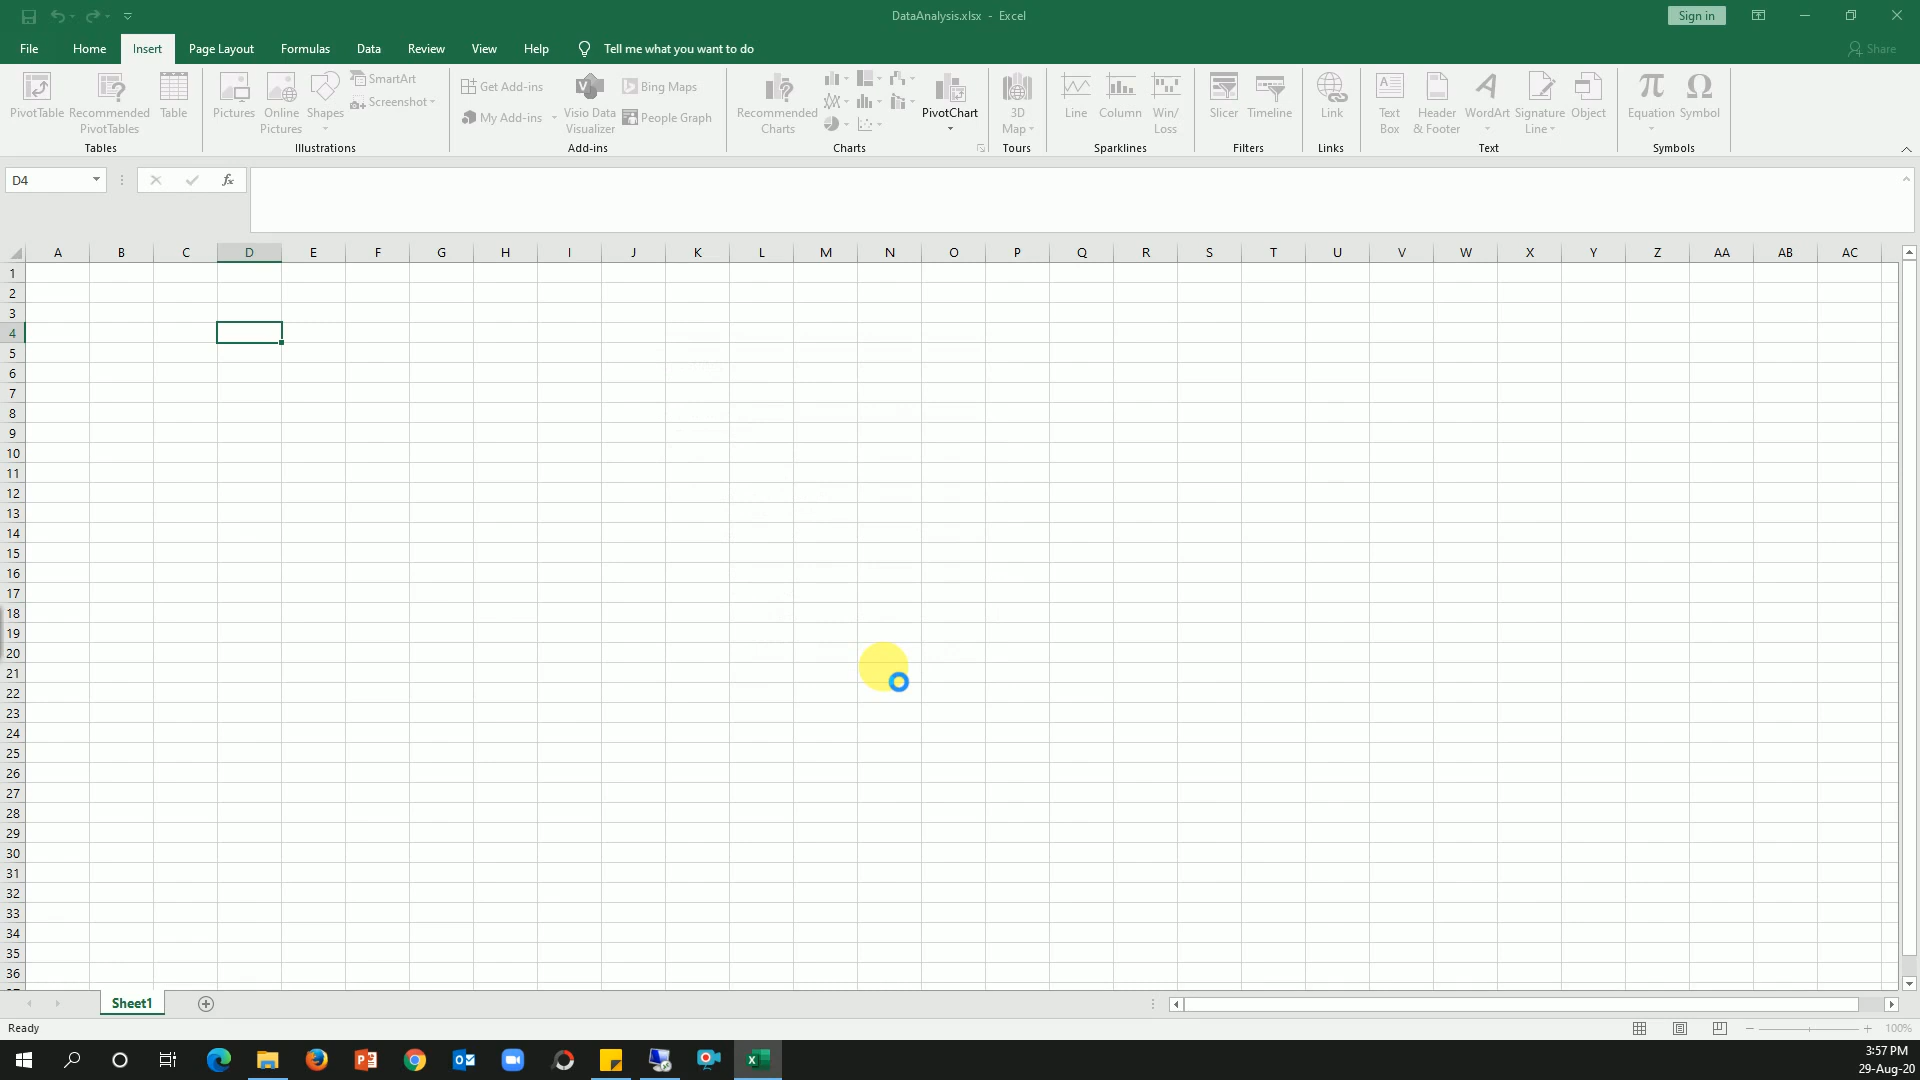 DataAnalysis.xlsx - Excel
Sign in
File Home Insert Page Layout Formulas Data Review View Help Tell me what you want to do Share
PivotTable
Recommended
PivotTables
Table
Tables
Pictures
Online
Pictures
Shapes
SmartArt
Screenshot
Illustrations
Get Add-ins
My Add-ins
Visio Data
Visualizer
Bing Maps
People Graph
Add-ins
Recommended
Charts
PivotChart
Charts
3D
Map
Tours
Line
Column
Win/
Loss
Sparklines
Slicer
Timeline
Filters
Link
Links
Text
Box
Header
& Footer
WordArt
Signature
Line
Object
Text
Equation
Symbol
Symbols
D4
fx
A B C D E F G H I J K L M N O P Q R S T U V W X Y Z AA AB AC
1
2
3
4
5
6
7
8
9
10
11
12
13
14
15
16
17
18
19
20
21
22
23
24
25
26
27
28
29
30
31
32
33
34
35
36
Sheet1
Ready
100%
3:57 PM
29-Aug-20